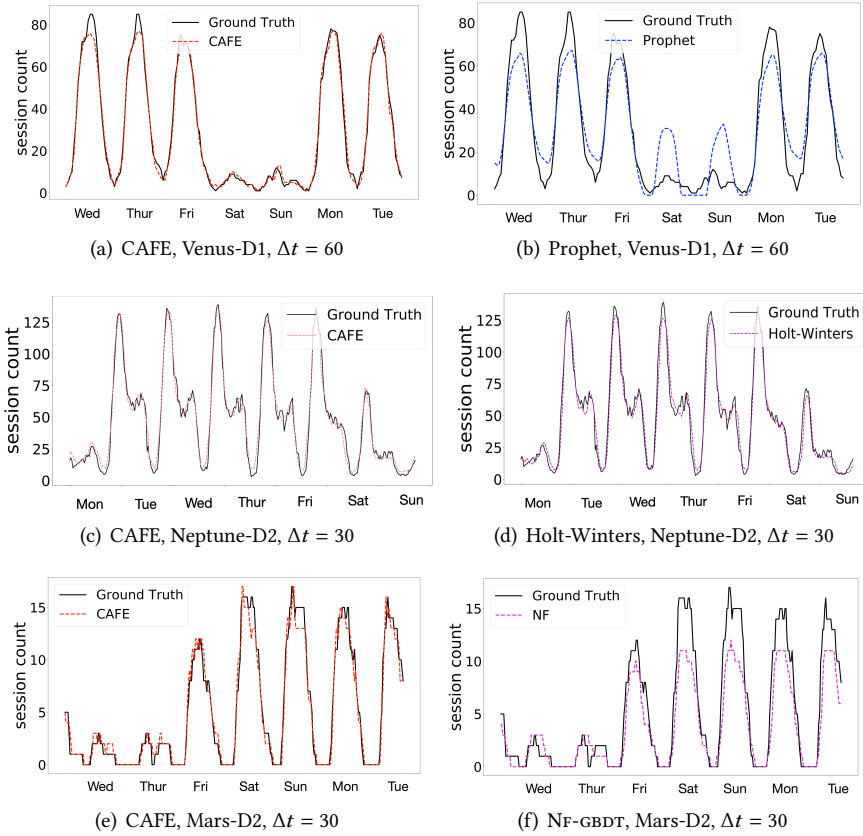 Ground Truth
CAFE
80
60
40
20
0
session count
Wed Thur Fri Sat Sun Mon Tue
(a) CAFE, Venus-D1, Δt = 60
Ground Truth
Prophet
80
60
40
20
0
session count
Wed Thur Fri Sat Sun Mon Tue
(b) Prophet, Venus-D1, Δt = 60
Ground Truth
CAFE
125
100
75
50
25
0
session count
Mon Tue Wed Thur Fri Sat Sun
(c) CAFE, Neptune-D2, Δt = 30
Ground Truth
Holt-Winters
125
100
75
50
25
0
session count
Mon Tue Wed Thur Fri Sat Sun
(d) Holt-Winters, Neptune-D2, Δt = 30
Ground Truth
CAFE
15
10
5
0
session count
Wed Thur Fri Sat Sun Mon Tue
(e) CAFE, Mars-D2, Δt = 30
Ground Truth
NF
15
10
5
0
session count
Wed Thur Fri Sat Sun Mon Tue
(f) NF-GBDT, Mars-D2, Δt = 30